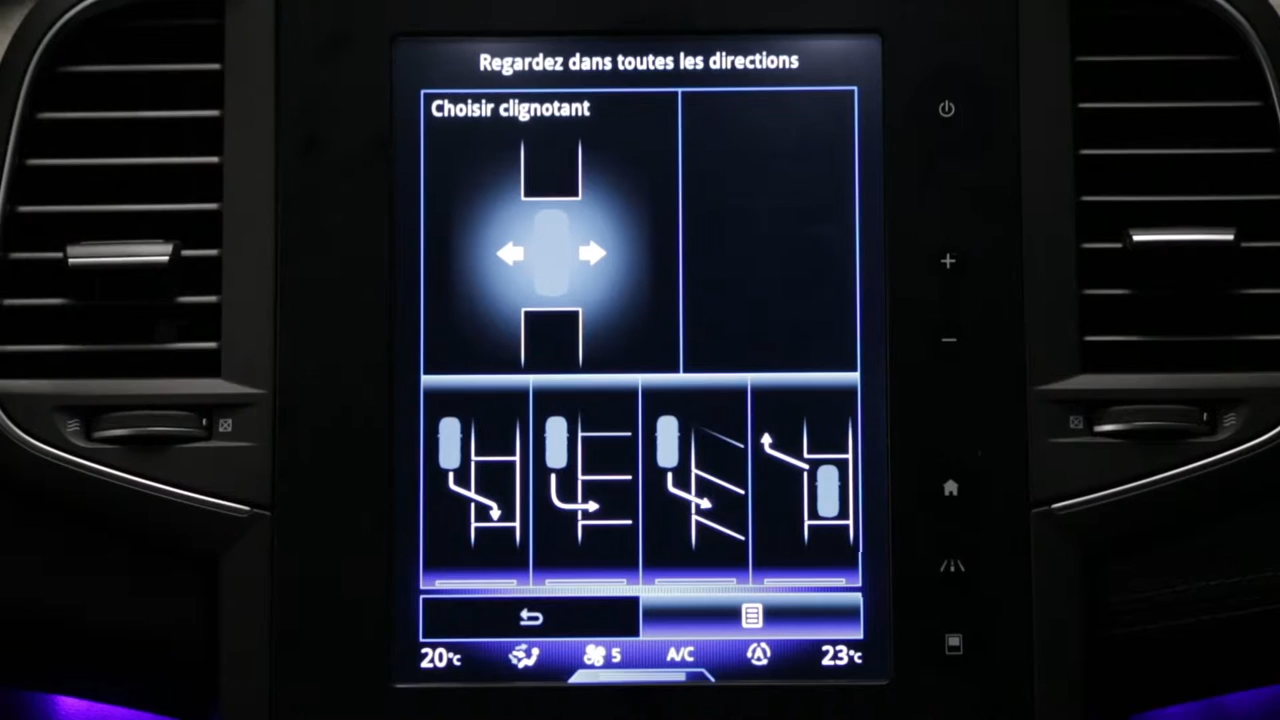 Regardez dans toutes les directions
Choisir clignotant
20°c
5
A/C
23°c